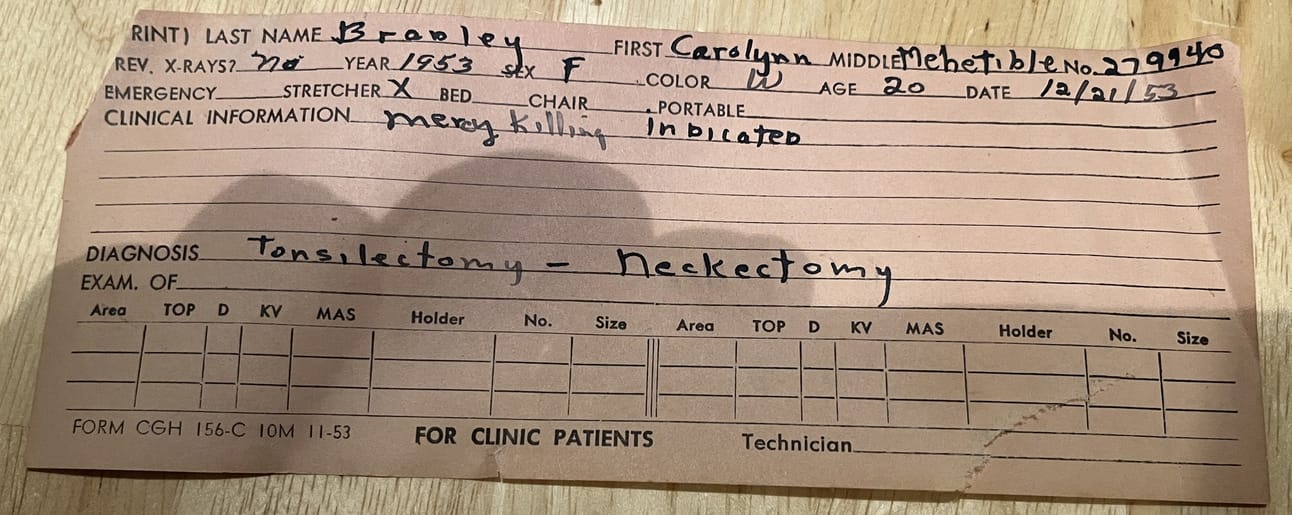 RINT) LAST NAME Braoley FIRST Carolynn MIDDLE Mehetible No. 279940
REV. X-RAYS? no YEAR 1953 SEX F COLOR W AGE 20 DATE 12/21/53
EMERGENCY STRETCHER X BED CHAIR PORTABLE
CLINICAL INFORMATION mercy killing INDICATED
DIAGNOSIS Tonsilectomy - neckectomy
EXAM. OF
Area TOP D KV MAS Holder No. Size Area TOP D KV MAS Holder No. Size
FORM CGH 156-C 10M 11-53 FOR CLINIC PATIENTS Technician